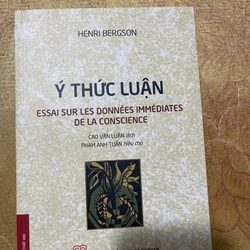 HENRI BERGSON
Ý THỨC LUẬN
ESSAI SUR LES DONNÉES IMMÉDIATES
DE LA CONSCIENCE
CAO VĂN LUẬN dịch
PHẠM ANH TUẤN hiệu chú